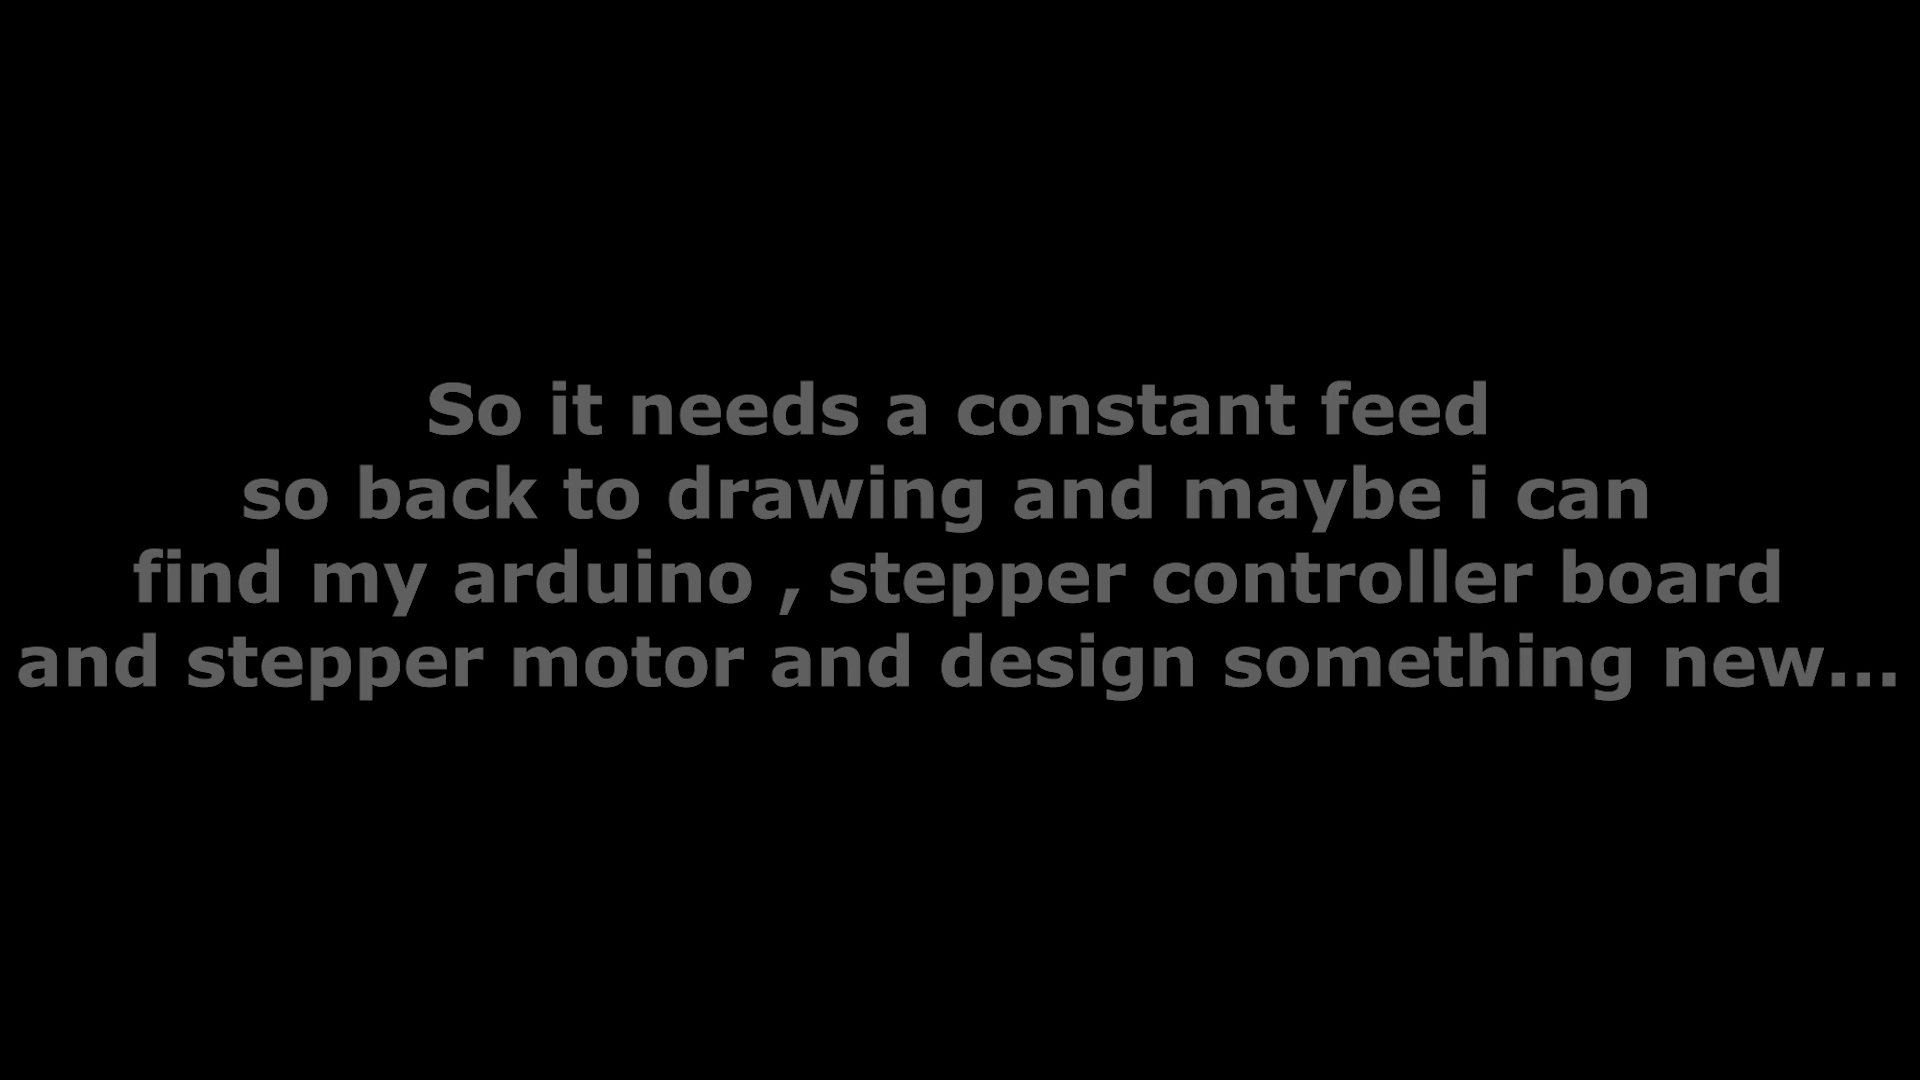 So it needs a constant feed
so back to drawing and maybe i can
find my arduino , stepper controller board
and stepper motor and design something new...